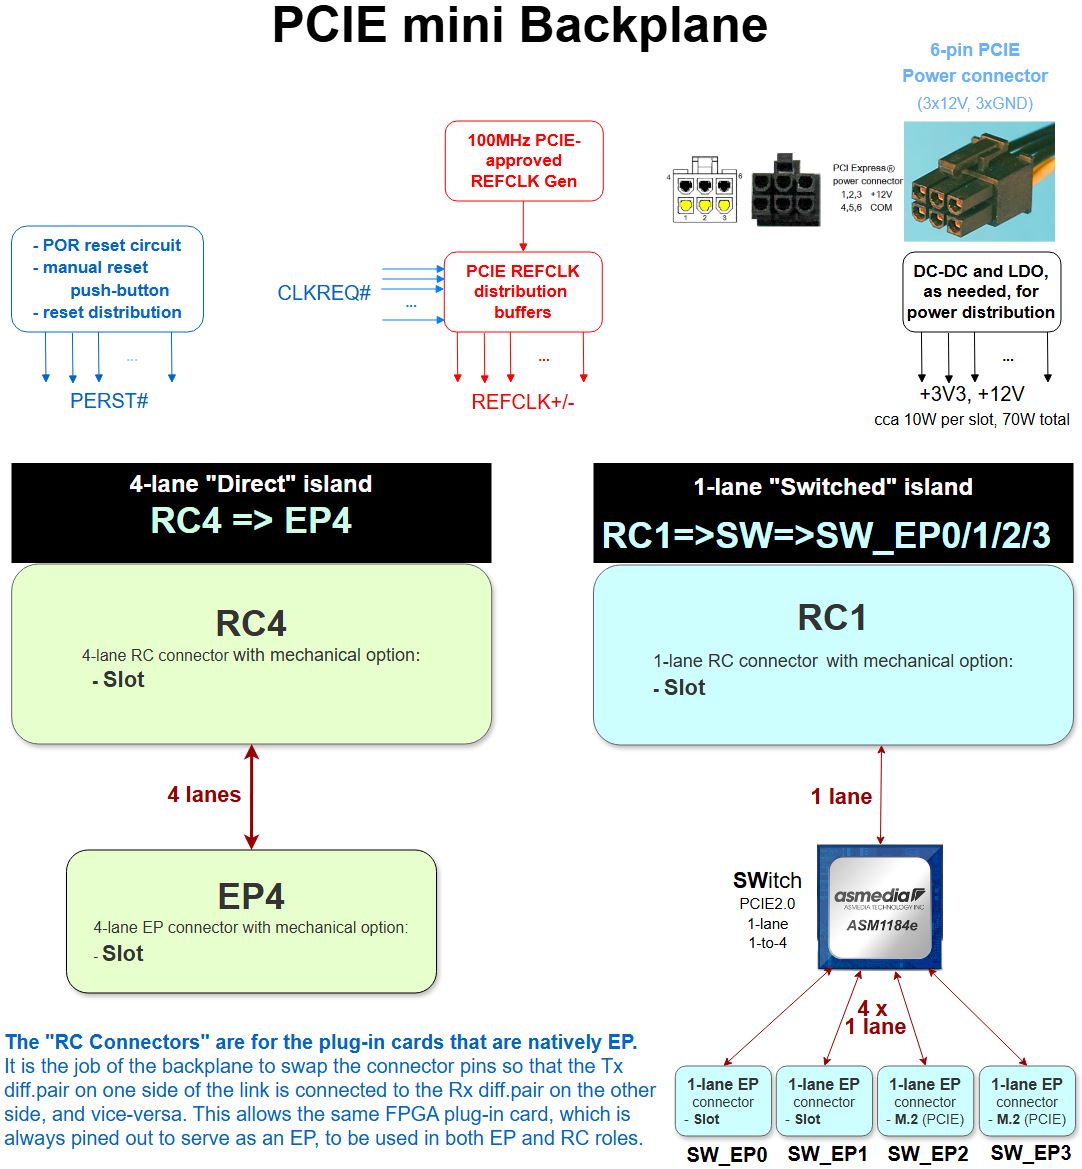 PCIE mini Backplane
6-pin PCIE
Power connector
(3x12V, 3xGND)
100MHz PCIE-
approved
REFCLK Gen
4
6
1
2
3
PCI Express®
power connector
1,2,3 +12V
4,5,6 COM
- POR reset circuit
- manual reset
push-button
- reset distribution
...
PERST#
CLKREQ#
...
PCIE REFCLK
distribution
buffers
...
REFCLK+/-
DC-DC and LDO,
as needed, for
power distribution
...
+3V3, +12V
cca 10W per slot, 70W total
4-lane "Direct" island
RC4 => EP4
RC4
4-lane RC connector with mechanical option:
- Slot
4 lanes
EP4
4-lane EP connector with mechanical option:
- Slot
1-lane "Switched" island
RC1=>SW=>SW_EP0/1/2/3
RC1
1-lane RC connector with mechanical option:
- Slot
1 lane
SWitch
PCIE2.0
1-lane
1-to-4
asmedia
ASMEDIA TECHNOLOGY INC
ASM1184e
4 x
1 lane
1-lane EP
connector
- Slot
SW_EP0
1-lane EP
connector
- Slot
SW_EP1
1-lane EP
connector
- M.2 (PCIE)
SW_EP2
1-lane EP
connector
- M.2 (PCIE)
SW_EP3
The "RC Connectors" are for the plug-in cards that are natively EP.
It is the job of the backplane to swap the connector pins so that the Tx
diff.pair on one side of the link is connected to the Rx diff.pair on the other
side, and vice-versa. This allows the same FPGA plug-in card, which is
always pined out to serve as an EP, to be used in both EP and RC roles.